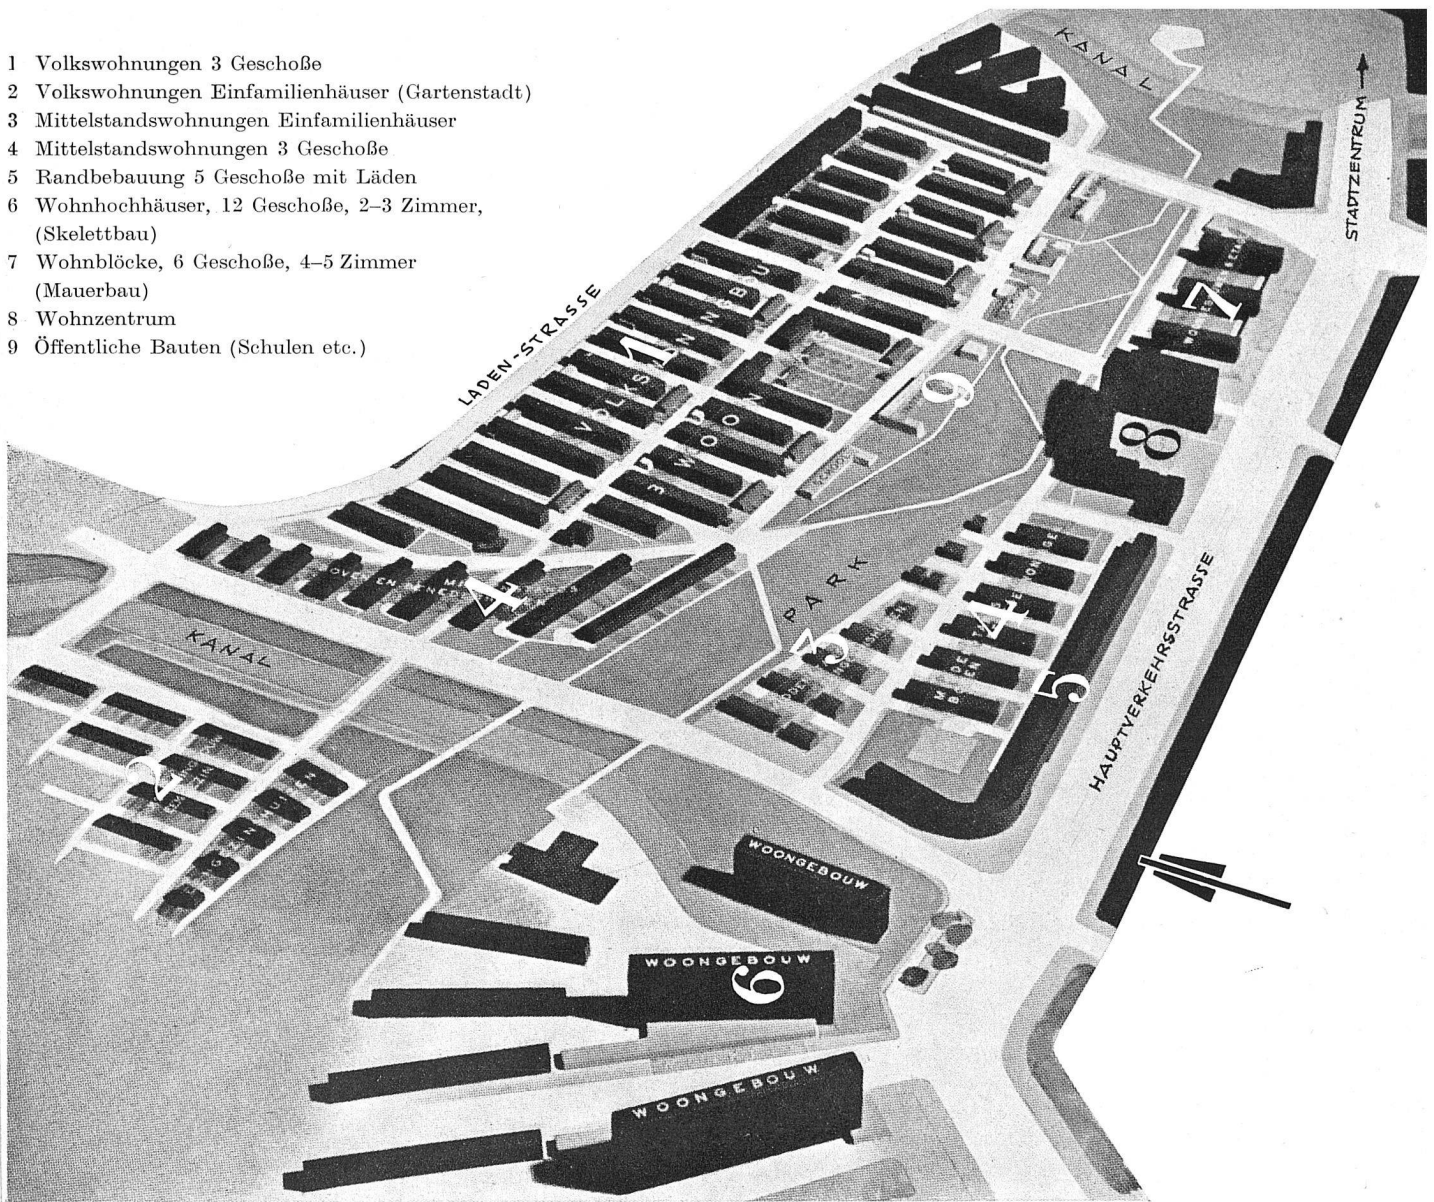 1 Volkswohnungen 3 Geschoße
2 Volkswohnungen Einfamilienhäuser (Gartenstadt)
3 Mittelstandswohnungen Einfamilienhäuser
4 Mittelstandswohnungen 3 Geschoße
5 Randbebauung 5 Geschoße mit Läden
6 Wohnhochhäuser, 12 Geschoße, 2–3 Zimmer,
(Skelettbau)
7 Wohnblöcke, 6 Geschoße, 4–5 Zimmer
(Mauerbau)
8 Wohnzentrum
9 Öffentliche Bauten (Schulen etc.)
KANAL
STADTZENTRUM
LADEN-STRASSE
7
1
9
8
PARK
4
4
3
5
HAUPTVERKEHRSSTRASSE
KANAL
2
WOONGEBOUW
WOONGEBOUW
6
WOONGEBOUW